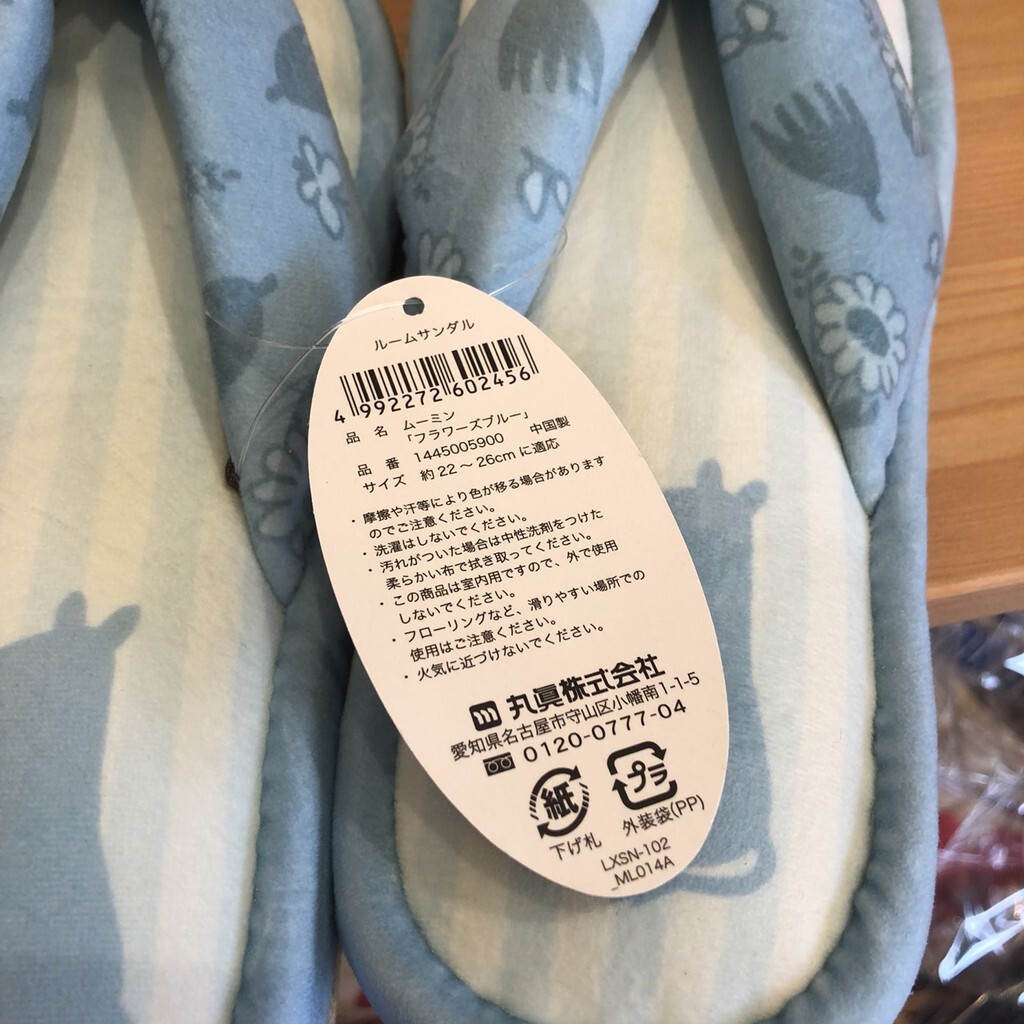 ルームサンダル
4 992272 602456
品 名 ムーミン
「フラワーズブルー」
品 番 1445005900 中国製
サイズ 約22～26cmに適応
・摩擦や汗等により色が移る場合があります
のでご注意ください。
・洗濯はしないでください。
・汚れがついた場合は中性洗剤をつけた
柔らかい布で拭き取ってください。
・この商品は室内用ですので、外で使用
しないでください。
・フローリングなど、滑りやすい場所での
使用はご注意ください。
・火気に近づけないでください。
丸眞株式会社
愛知県名古屋市守山区小幡南1-1-5
0120-0777-04
紙 プラ
下げ札 外装袋(PP)
LXSN-102
_ML014A